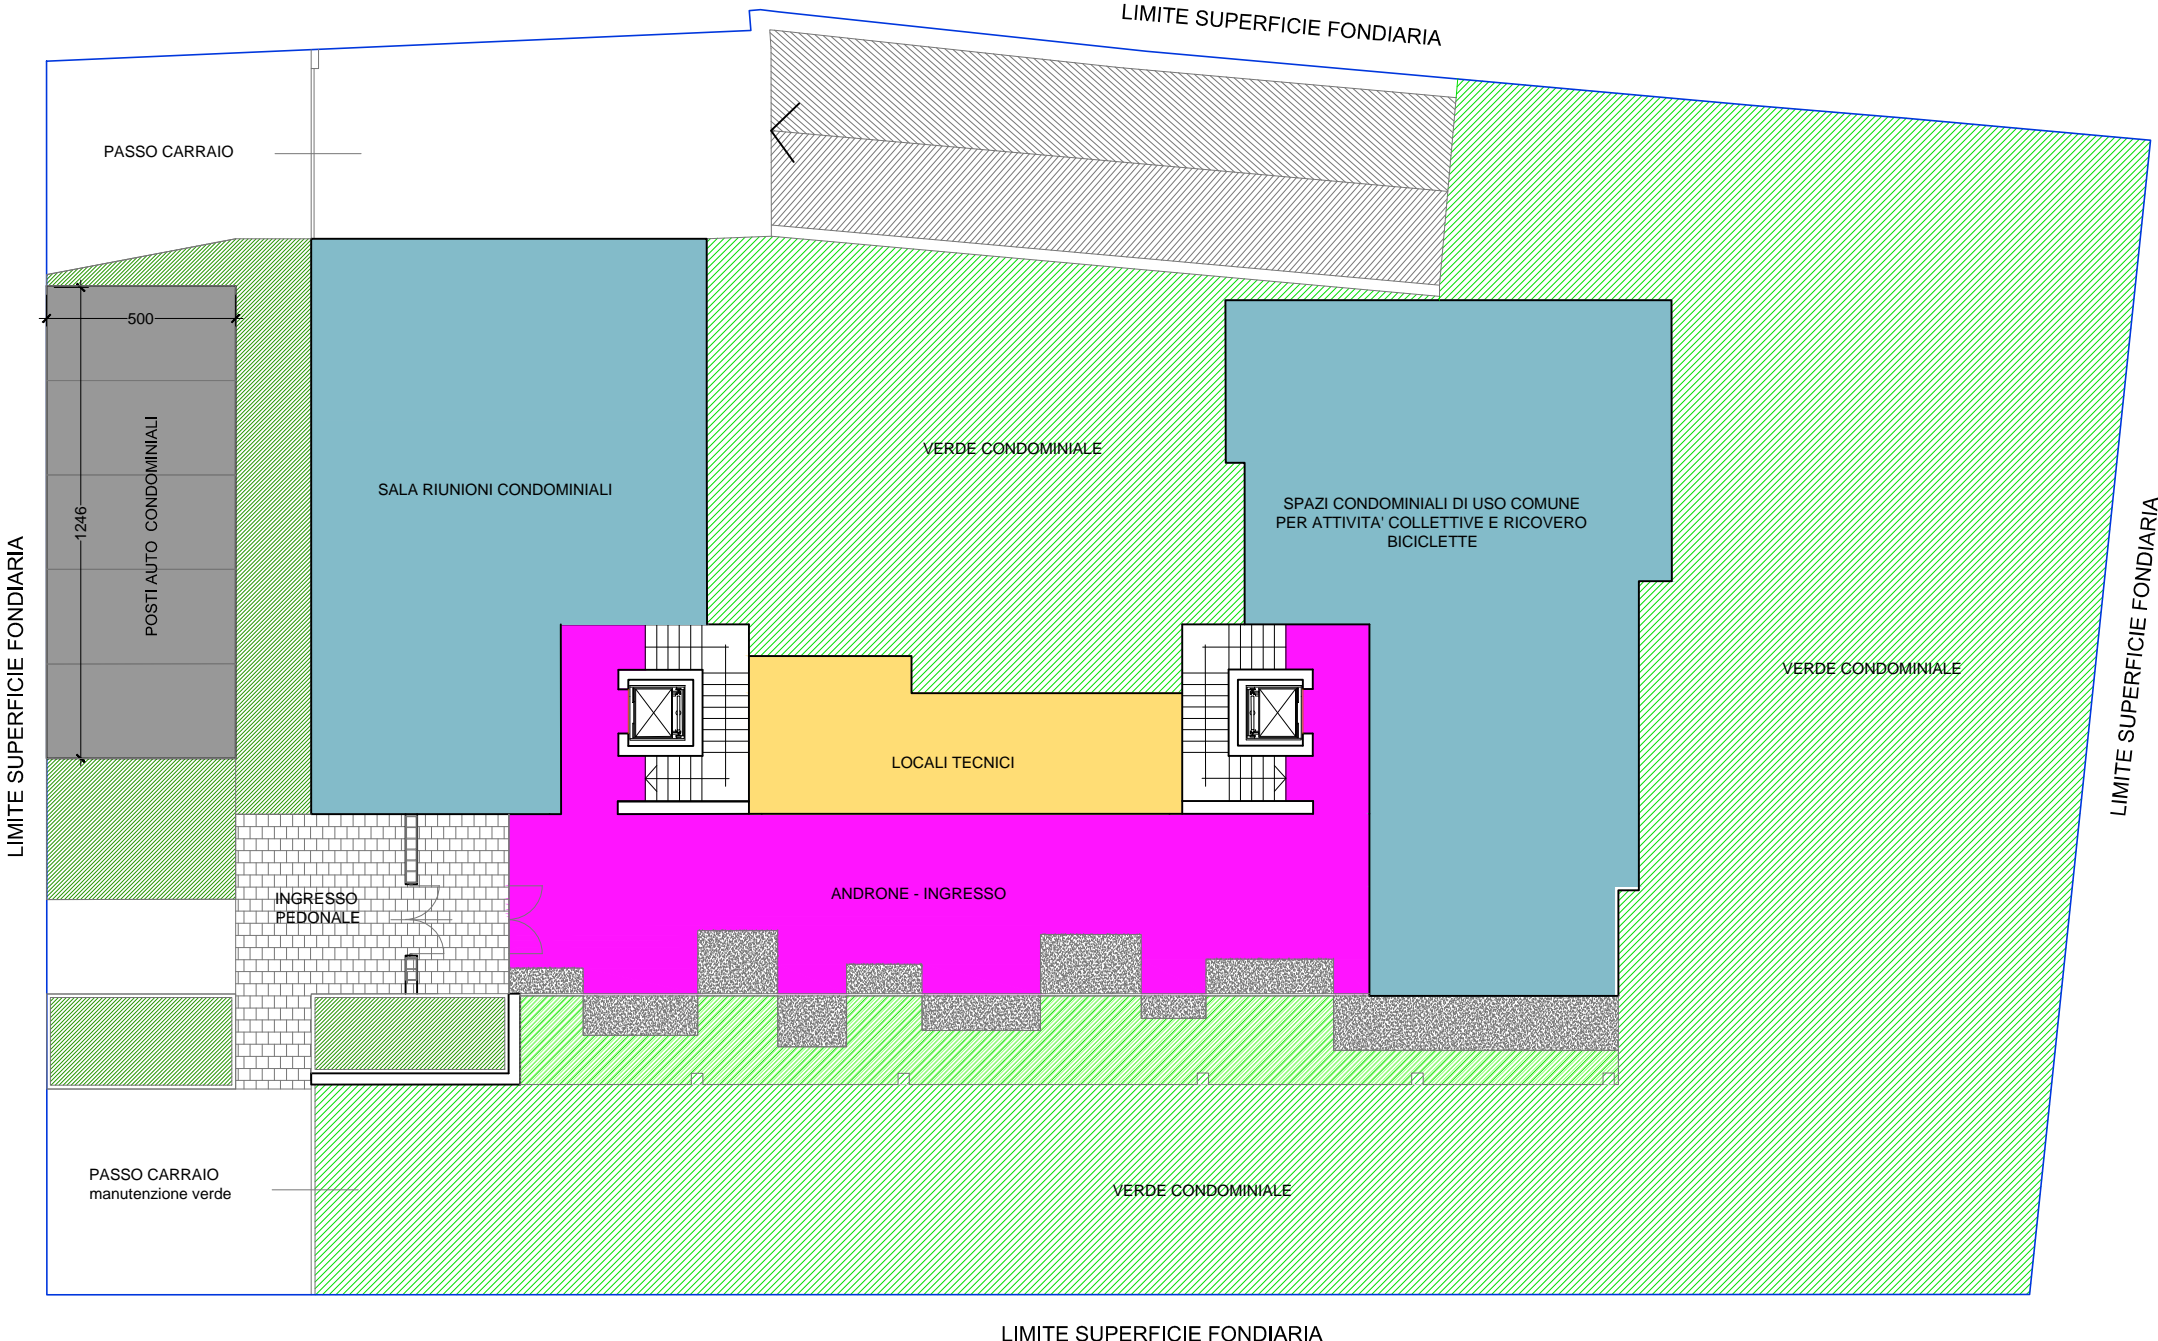 LIMITE SUPERFICIE FONDIARIA
PASSO CARRAIO
500
1246
POSTI AUTO CONDOMINIALI
LIMITE SUPERFICIE FONDIARIA
SALA RIUNIONI CONDOMINIALI
VERDE CONDOMINIALE
SPAZI CONDOMINIALI DI USO COMUNE
PER ATTIVITA' COLLETTIVE E RICOVERO
BICICLETTE
VERDE CONDOMINIALE
LIMITE SUPERFICIE FONDIARIA
LOCALI TECNICI
INGRESSO
PEDONALE
ANDRONE - INGRESSO
PASSO CARRAIO
manutenzione verde
VERDE CONDOMINIALE
LIMITE SUPERFICIE FONDIARIA